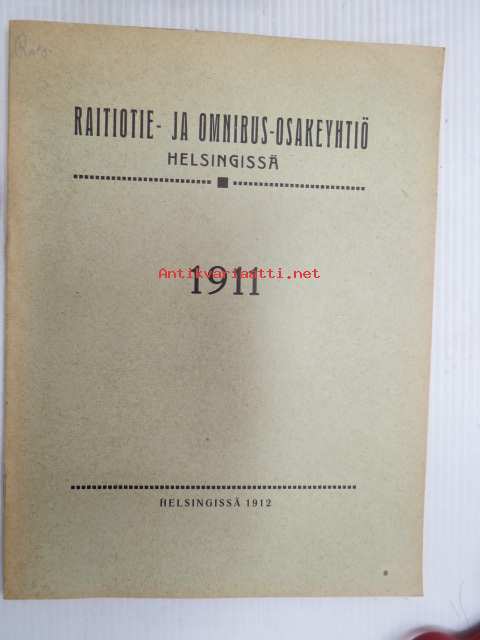 RAITIOTIE- JA OMNIBUS-OSAKEYHTIÖ
HELSINGISSÄ
Antikvariaatti.net
1911
HELSINGISSÄ 1912